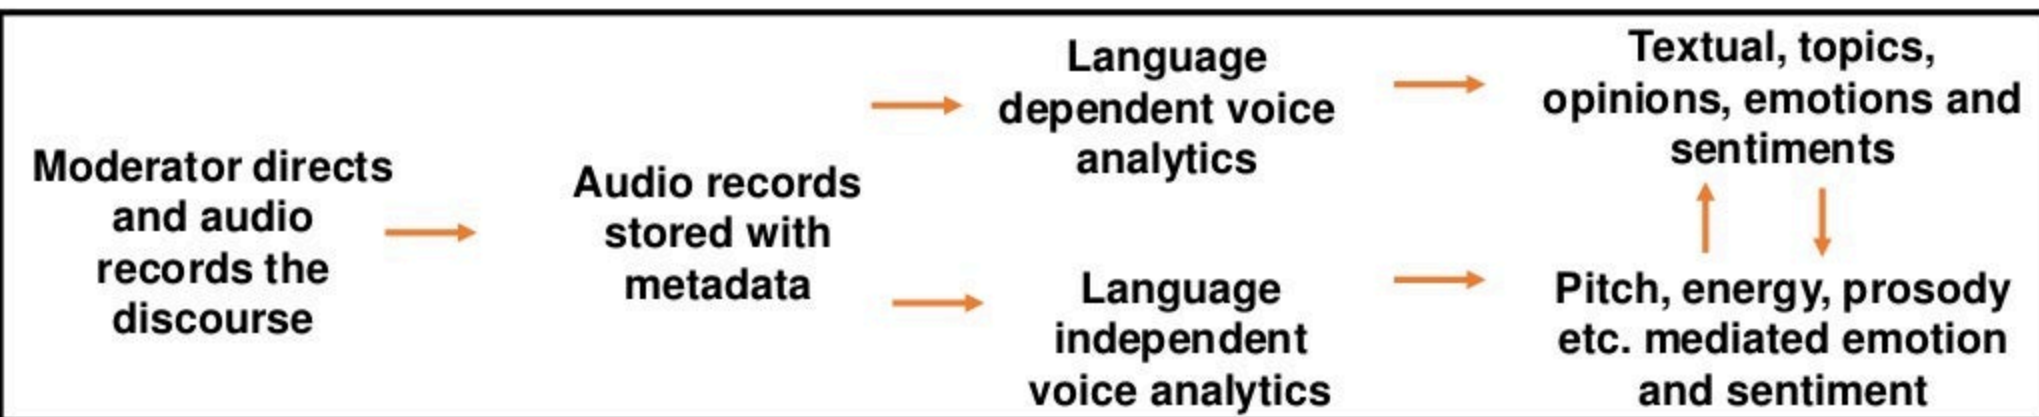 Moderator directs
and audio
records the
discourse
Audio records
stored with
metadata
Language
dependent voice
analytics
Textual, topics,
opinions, emotions and
sentiments
Language
independent
voice analytics
Pitch, energy, prosody
etc. mediated emotion
and sentiment